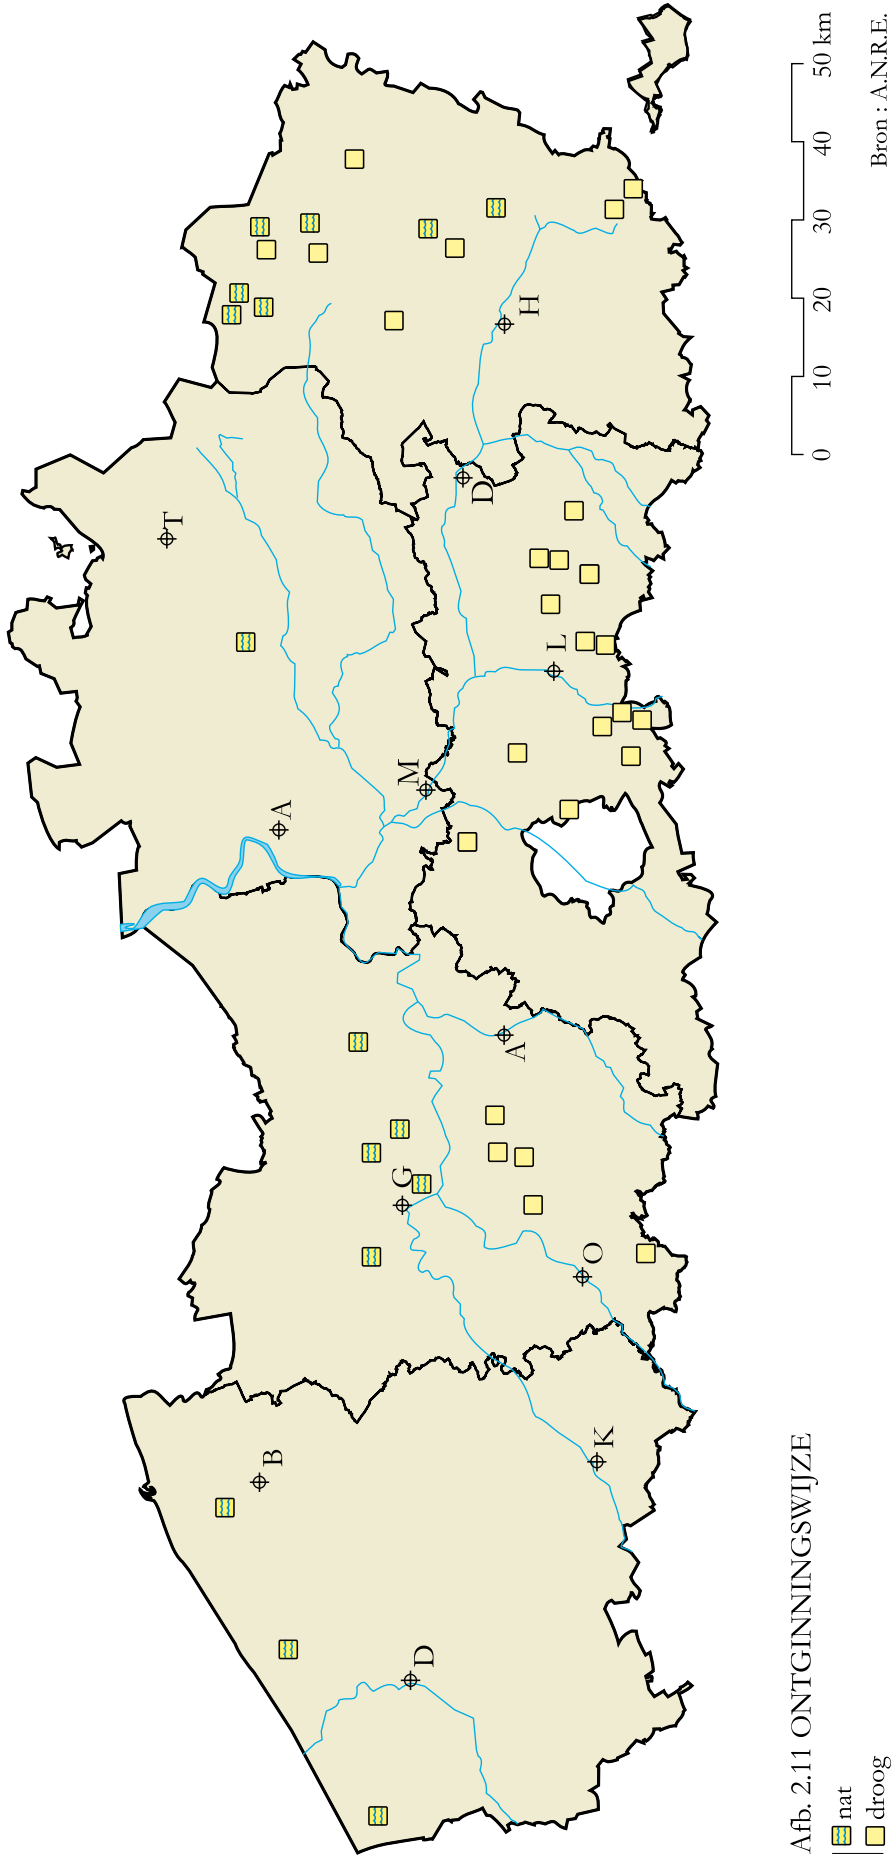 B
T
A
A
G
M
D
D
A
H
O
L
K
Afb. 2.11 ONTGINNINGSWIJZE
nat
droog
0 10 20 30 40 50 km
Bron : A.N.R.E.